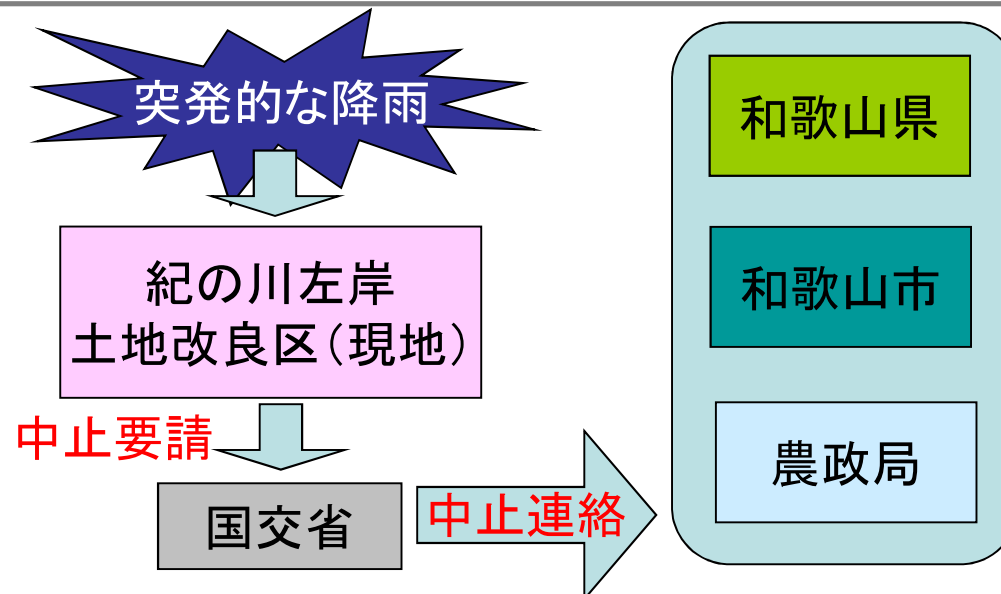 突発的な降雨
紀の川左岸
土地改良区（現地）
中止要請
国交省
中止連絡
和歌山県
和歌山市
農政局